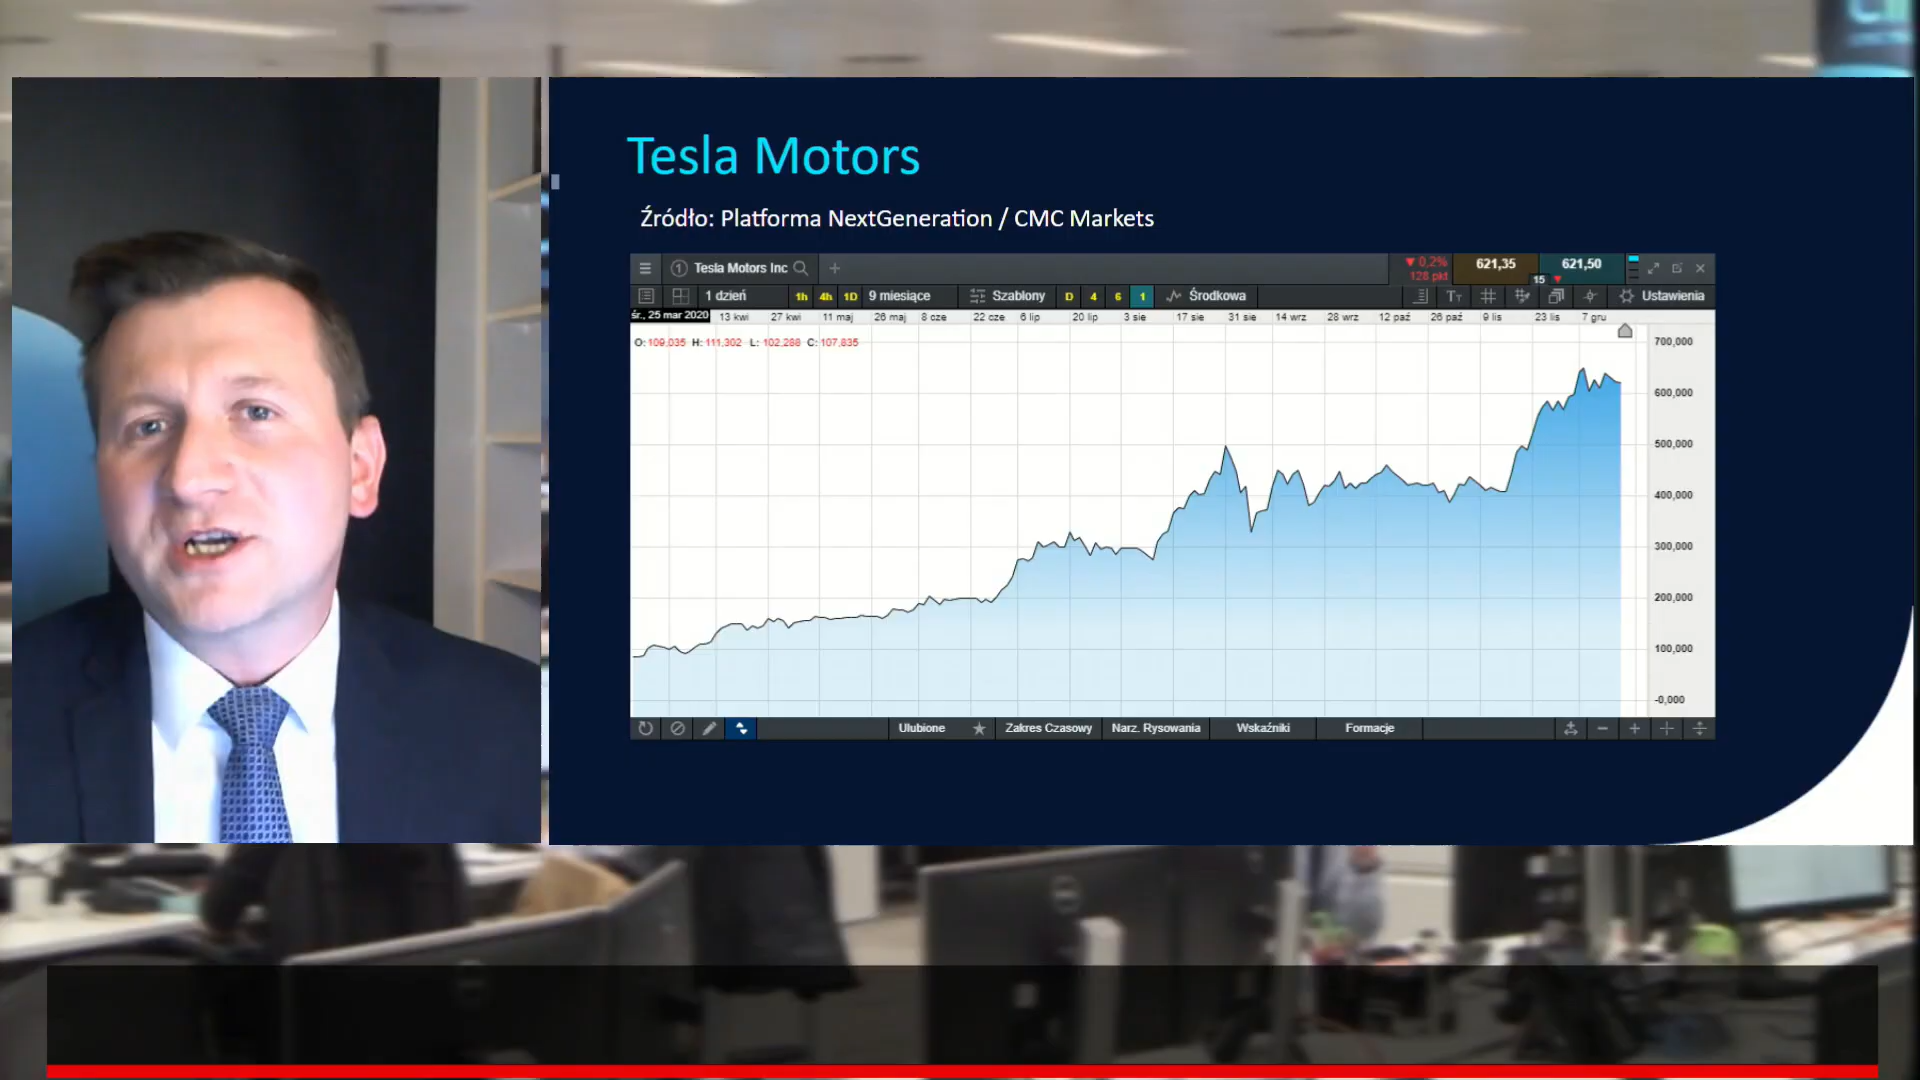 Tesla Motors
Źródło: Platforma NextGeneration / CMC Markets
1 Tesla Motors Inc
0,2%
128 pkt
621,35
15
621,50
1 dzień 1h 4h 1D 9 miesiące Szablony D 4 6 1 Środkowa Ustawienia
śr., 25 mar 2020 13 kwi 27 kwi 11 maj 26 maj 8 cze 22 cze 6 lip 20 lip 3 sie 17 sie 31 sie 14 wrz 28 wrz 12 paź 26 paź 9 lis 23 lis 7 gru
O: 109,035 H: 111,302 L: 102,288 C: 107,835
700,000
600,000
500,000
400,000
300,000
200,000
100,000
-0,000
Ulubione Zakres Czasowy Narz. Rysowania Wskaźniki Formacje